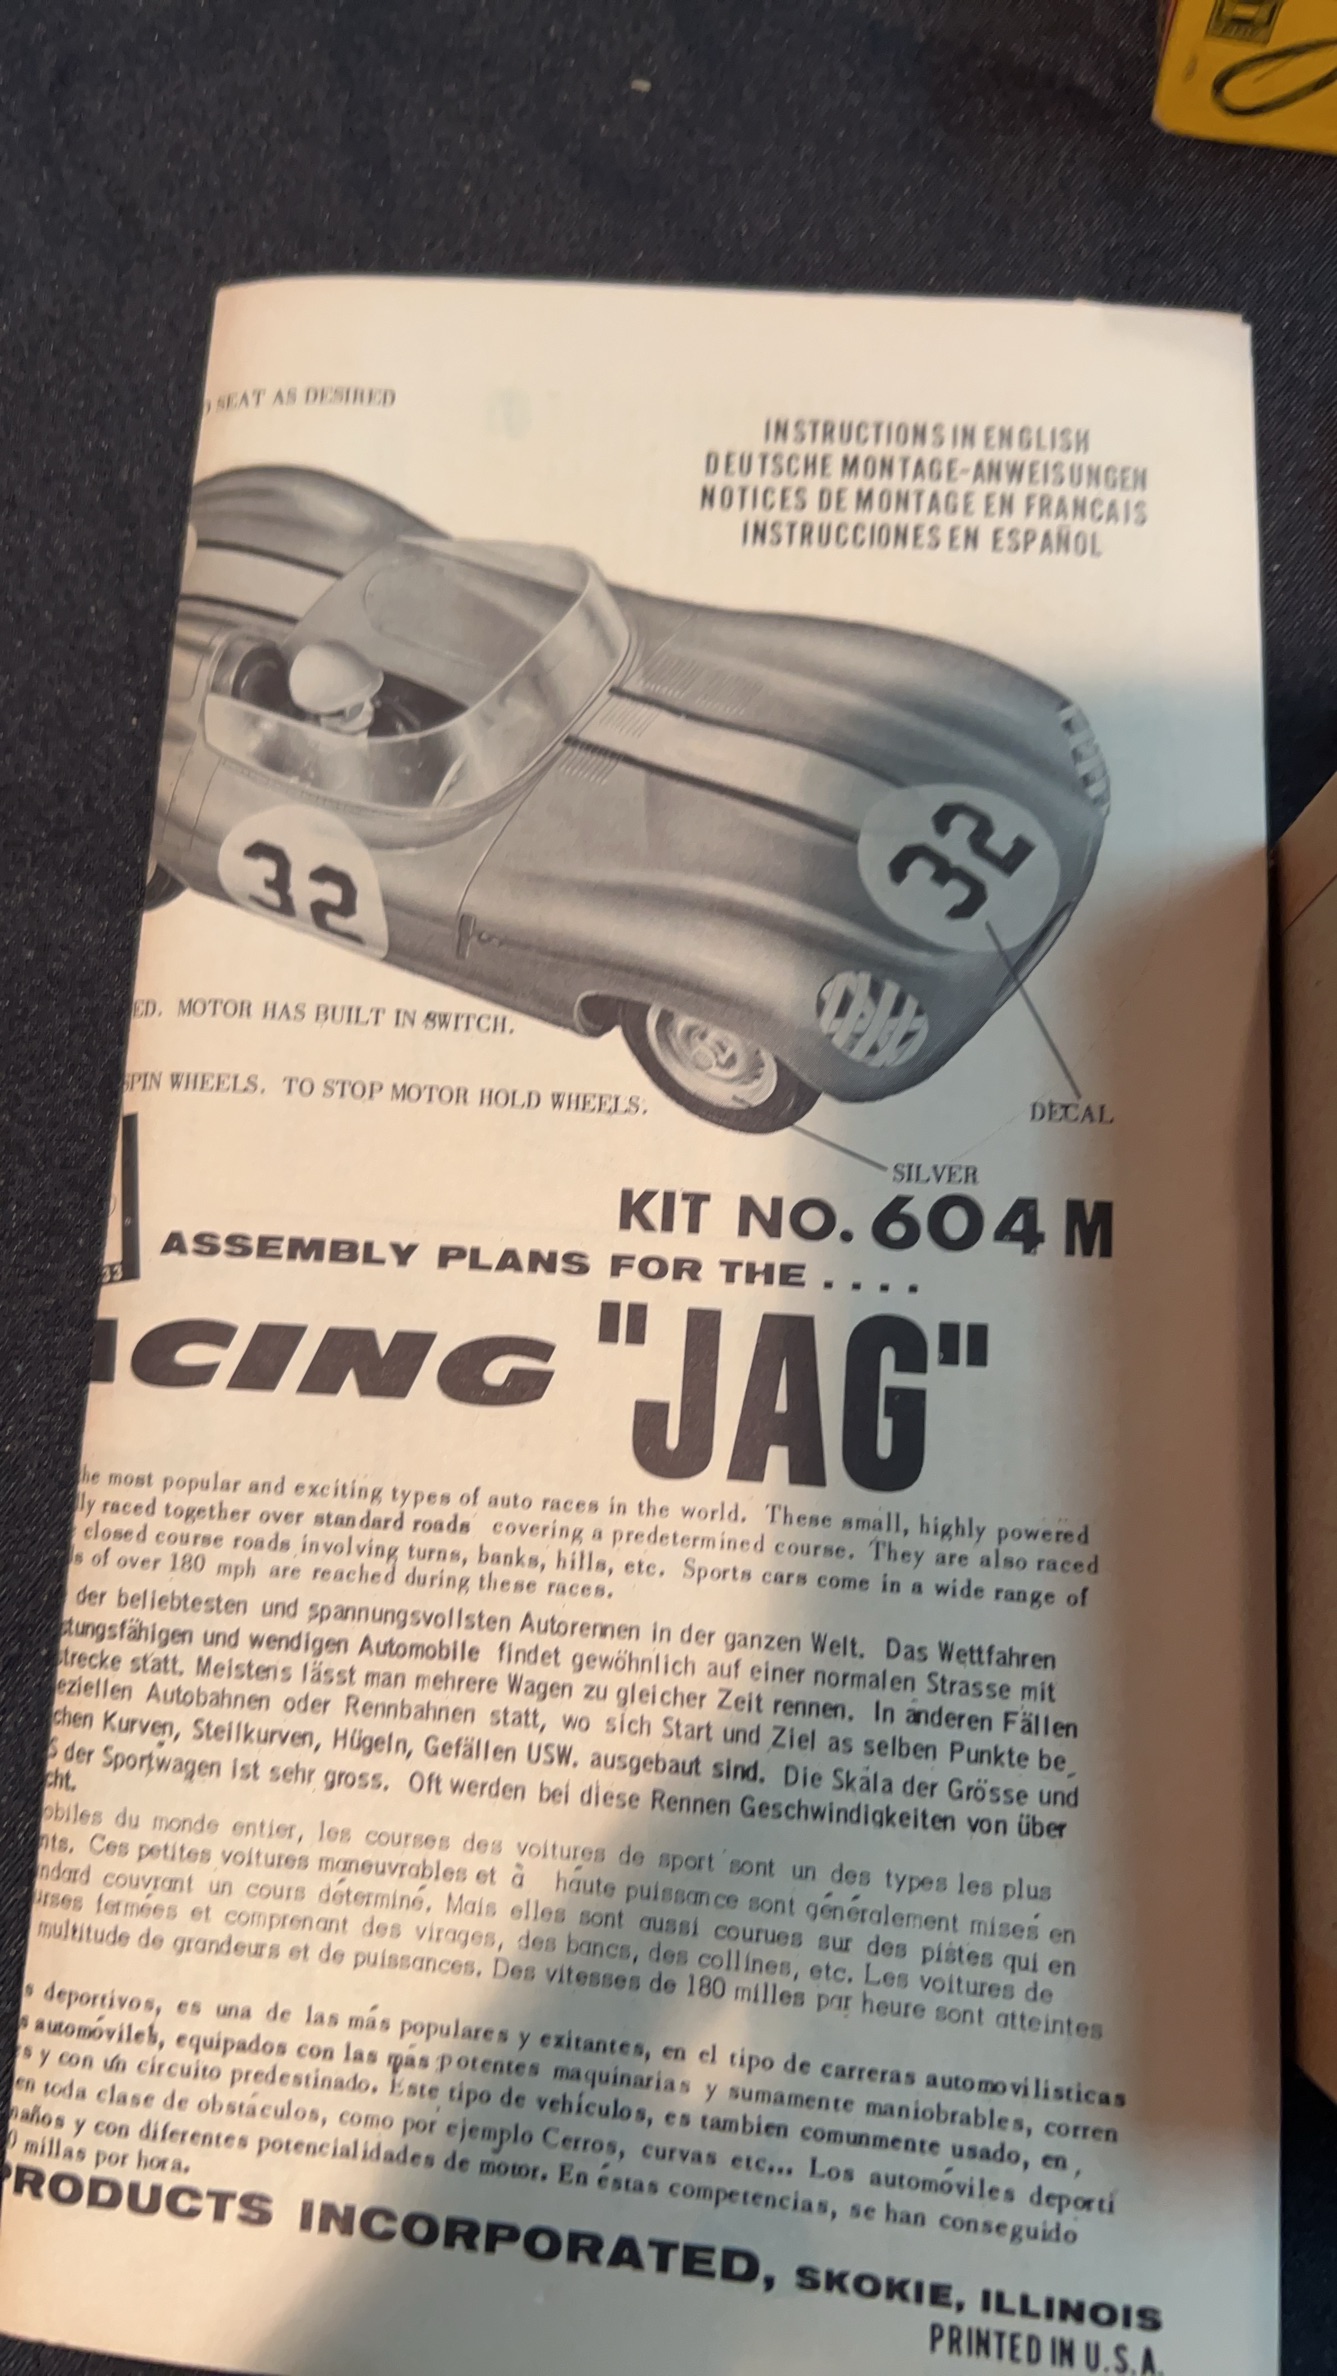 SEAT AS DESIRED
INSTRUCTIONS IN ENGLISH
DEUTSCHE MONTAGE-ANWEISUNGEN
NOTICES DE MONTAGE EN FRANCAIS
INSTRUCCIONES EN ESPAÑOL
32
32
ED. MOTOR HAS BUILT IN SWITCH.
SPIN WHEELS. TO STOP MOTOR HOLD WHEELS.
DECAL
SILVER
KIT NO. 604 M
33
ASSEMBLY PLANS FOR THE ....
CING "JAG"
he most popular and exciting types of auto races in the world. These small, highly powered
ly raced together over standard roads covering a predetermined course. They are also raced
closed course roads involving turns, banks, hills, etc. Sports cars come in a wide range of
s of over 180 mph are reached during these races.
der beliebtesten und spannungsvollsten Autorennen in der ganzen Welt. Das Wettfahren
stungsfähigen und wendigen Automobile findet gewöhnlich auf einer normalen Strasse mit
strecke statt. Meistens lässt man mehrere Wagen zu gleicher Zeit rennen. In anderen Fällen
eziellen Autobahnen oder Rennbahnen statt, wo sich Start und Ziel as selben Punkte be
chen Kurven, Steilkurven, Hügeln, Gefällen USW. ausgebaut sind. Die Skala der Grösse und
S der Sportwagen ist sehr gross. Oft werden bei diese Rennen Geschwindigkeiten von über
cht.
obiles du monde entier, les courses des voitures de sport sont un des types les plus
nts. Ces petites voitures maneuvrables et à haute puissance sont généralement mises en
ndard couvrant un cours déterminé. Mais elles sont aussi courues sur des pistes qui en
urses fermées et comprenant des virages, des bancs, des collines, etc. Les voitures de
multitude de grandeurs et de puissances. Des vitesses de 180 milles par heure sont atteintes
s deportivos, es una de las más populares y exitantes, en el tipo de carreras automovilisticas
s automóviles, equipados con las más potentes maquinarias y sumamente maniobrables, corren
s y con un circuito predestinado. Este tipo de vehículos, es tambien comunmente usado, en,
en toda clase de obstáculos, como por ejemplo Cerros, curvas etc... Los automóviles deporti
maños y con diferentes potencialidades de motor. En éstas competencias, se han conseguido
0 millas por hora.
PRODUCTS INCORPORATED, SKOKIE, ILLINOIS
PRINTED IN U.S.A.